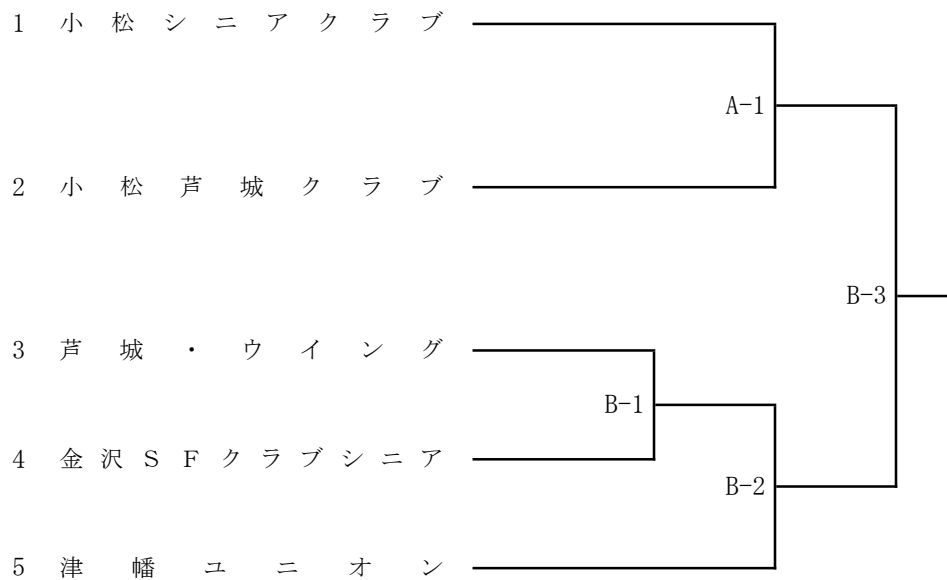 1 小松シニアクラブ
A-1
2 小松芦城クラブ
B-3
3 芦城・ウイング
B-1
4 金沢ＳＦクラブシニア
B-2
5 津幡ユニオン